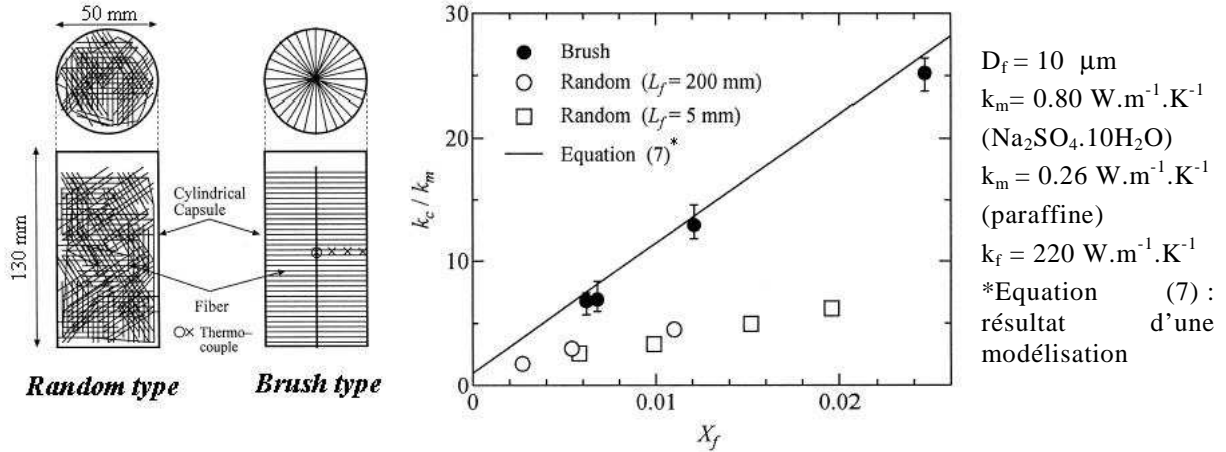 50 mm
130 mm
Cylindrical
Capsule
Fiber
○× Thermo-
couple
Random type
Brush type
30
20
10
0
k_c / k_m
● Brush
○ Random (L_f = 200 mm)
□ Random (L_f = 5 mm)
— Equation (7)*
0
0.01
0.02
X_f
D_f = 10 μm
k_m= 0.80 W.m⁻¹.K⁻¹
(Na₂SO₄.10H₂O)
k_m = 0.26 W.m⁻¹.K⁻¹
(paraffine)
k_f = 220 W.m⁻¹.K⁻¹
*Equation (7) :
résultat d’une
modélisation